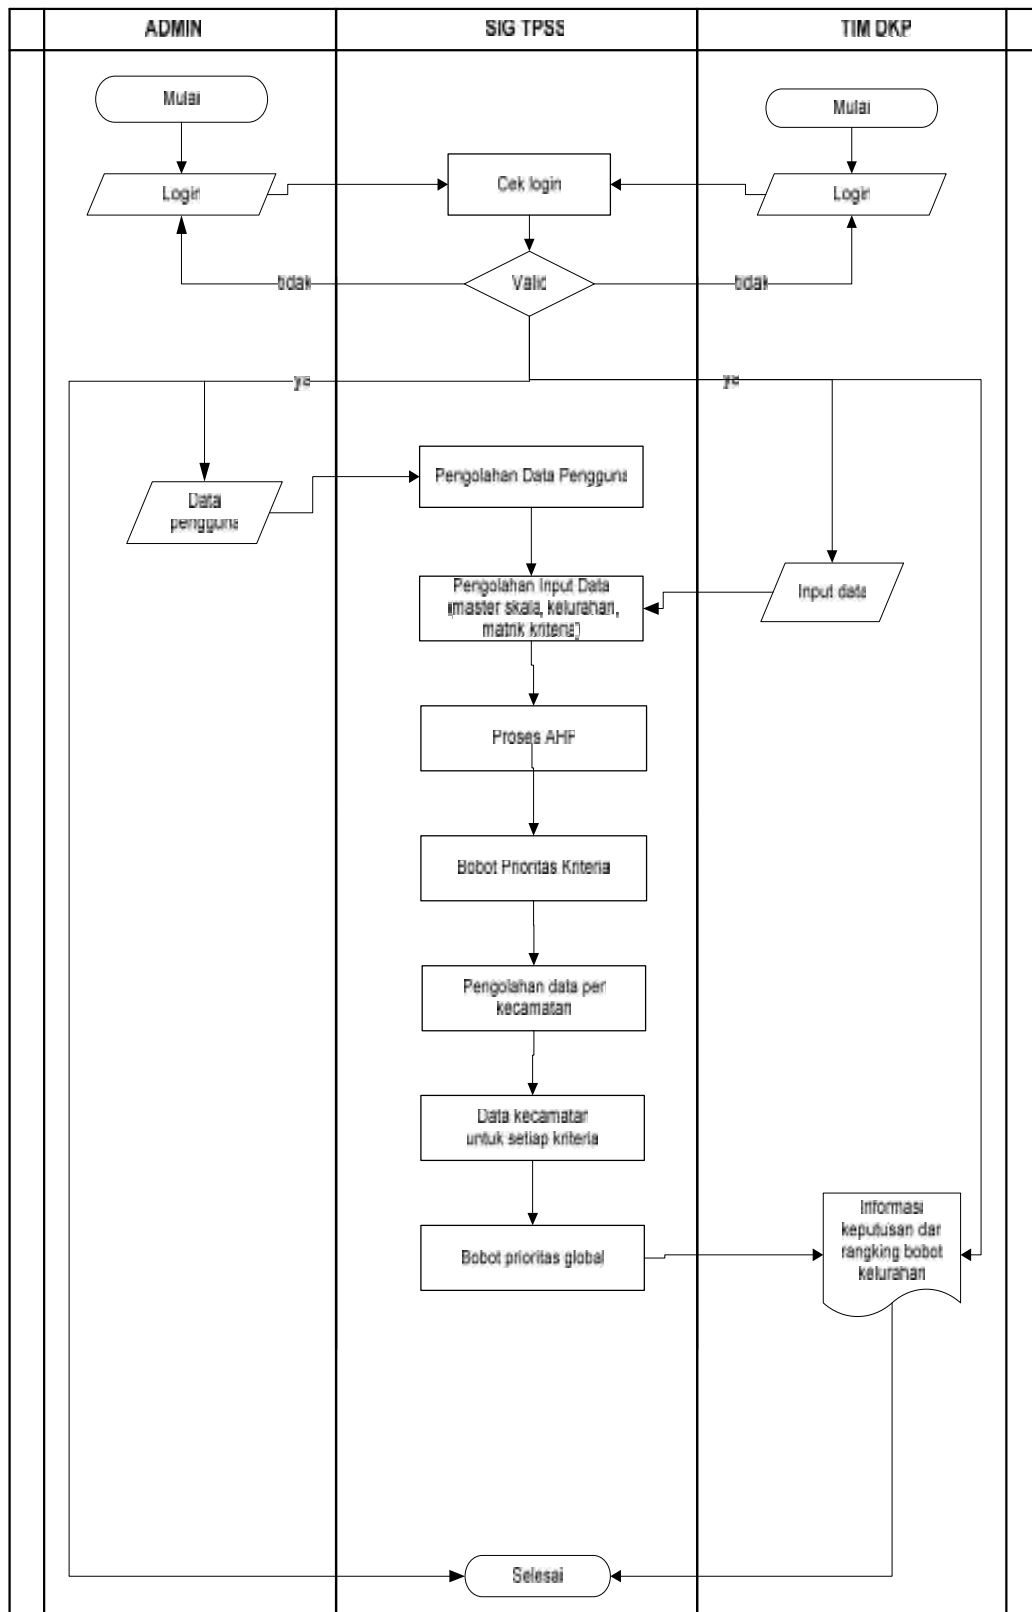 ADMIN
SIG TPSS
TIM DKP
Mulai
Mulai
Login
Cek login
Login
tidak
Valid
tidak
ya
ya
Data
pengguna
Pengolahan Data Pengguna
Pengolahan Input Data
(master skala, kelurahan,
matrik kriteria)
Input data
Proses AHP
Bobot Prioritas Kriteria
Pengolahan data per
kecamatan
Data kecamatan
untuk setiap kriteria
Bobot prioritas global
Informasi
keputusan dan
rangking bobot
kelurahan
Selesai